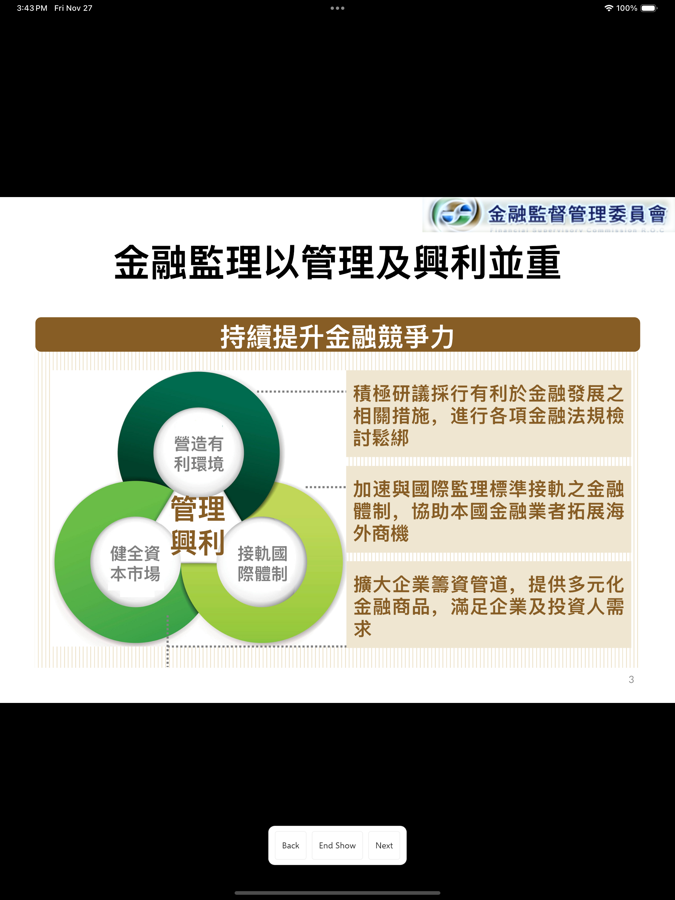 3:43 PM Fri Nov 27
100%
金融監督管理委員會
金融監理以管理及興利並重
持續提升金融競爭力
營造有
利環境
管理
興利
健全資
本市場
接軌國
際體制
積極研議採行有利於金融發展之
相關措施，進行各項金融法規檢
討鬆綁
加速與國際監理標準接軌之金融
體制，協助本國金融業者拓展海
外商機
擴大企業籌資管道，提供多元化
金融商品，滿足企業及投資人需
求
3
Back
End Show
Next